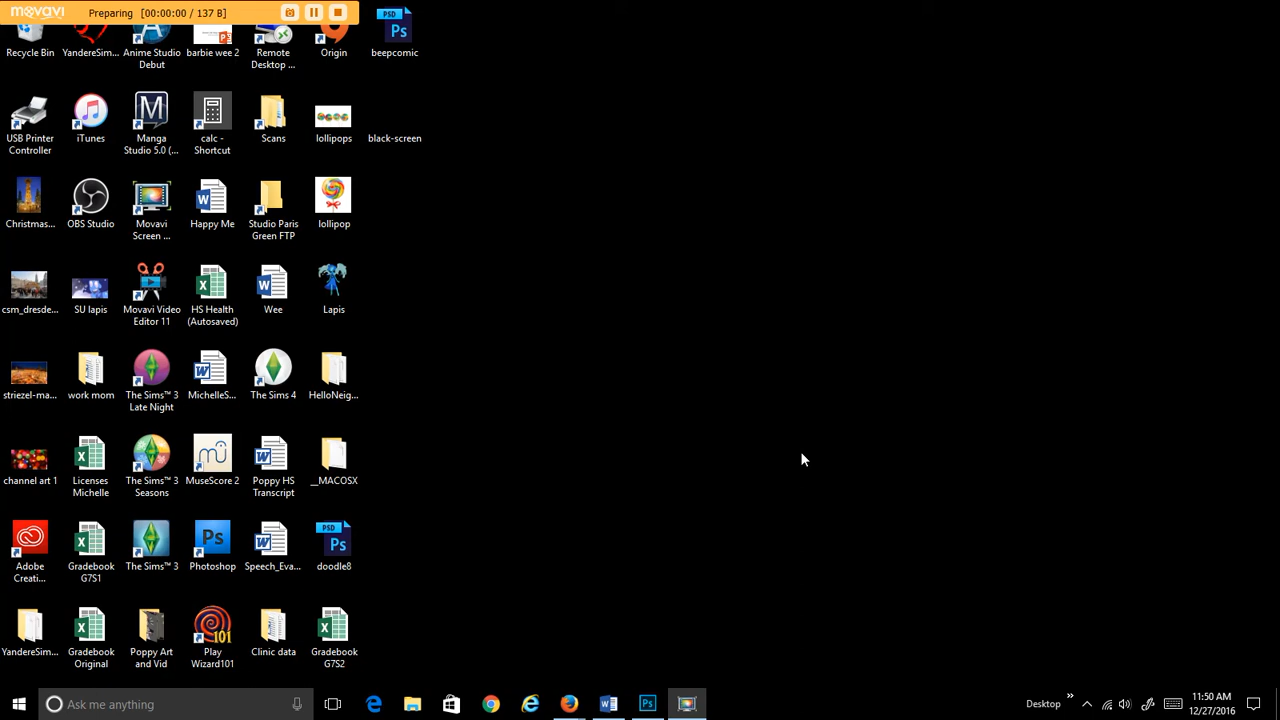 movavi Preparing [00:00:00 / 137 B]
Recycle Bin
YandereSim...
Anime Studio
Debut
barbie wee 2
Remote
Desktop ...
Origin
PSD
Ps
beepcomic
USB Printer
Controller
iTunes
M
Manga
Studio 5.0 (...
calc -
Shortcut
Scans
lollipops
black-screen
Christmas...
OBS Studio
Movavi
Screen ...
Happy Me
Studio Paris
Green FTP
lollipop
csm_dresde...
SU lapis
Movavi Video
Editor 11
HS Health
(Autosaved)
Wee
Lapis
striezel-ma...
work mom
The Sims™ 3
Late Night
MichelleS...
The Sims 4
HelloNeig...
channel art 1
Licenses
Michelle
The Sims™ 3
Seasons
MuseScore 2
Poppy HS
Transcript
__MACOSX
Adobe
Creati...
Gradebook
G7S1
The Sims™ 3
Ps
Photoshop
Speech_Eva...
PSD
Ps
doodle8
YandereSim...
Gradebook
Original
Poppy Art
and Vid
101
Play
Wizard101
Clinic data
Gradebook
G7S2
Ask me anything
Ps
Desktop
11:50 AM
12/27/2016